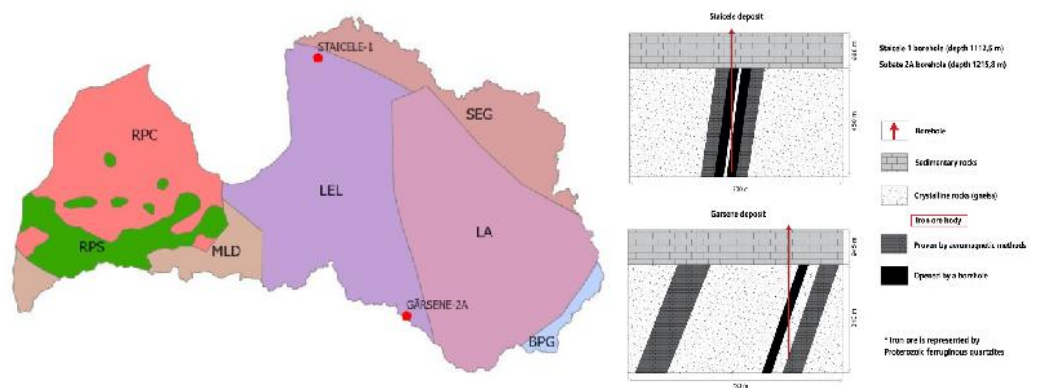 STAICELE-1
SEG
RPC
LEL
LA
RPS
MLD
GĀRSENE-2A
BPG
Staicele deposit
450 m
Garsene deposit
310 m
Staicele 1 borehole (depth 1112,5 m)
Subate 2A borehole (depth 1215,8 m)
Borehole
Sedimentary rocks
Crystalline rocks (gneiss)
Iron ore body
Proven by aeromagnetic methods
Opened by a borehole
* Iron ore is represented by
Proterozoic ferruginous quartzites